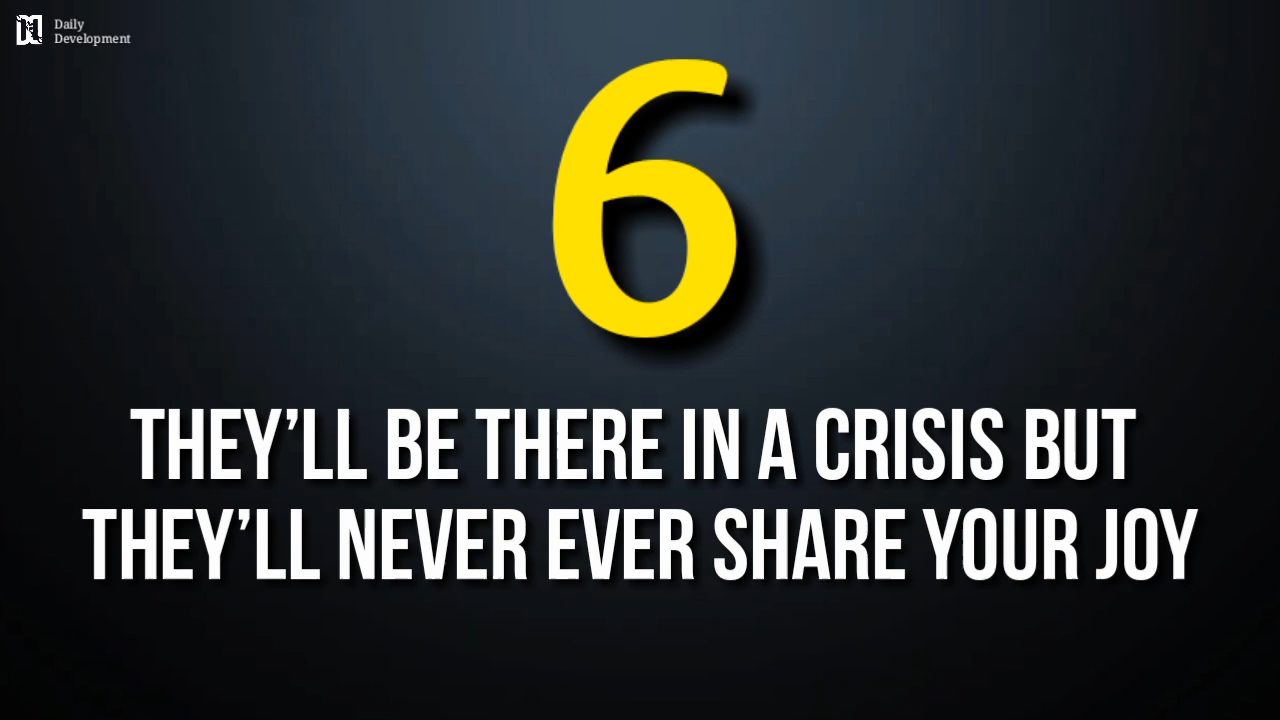 Daily
Development
6
THEY’LL BE THERE IN A CRISIS BUT
THEY’LL NEVER EVER SHARE YOUR JOY